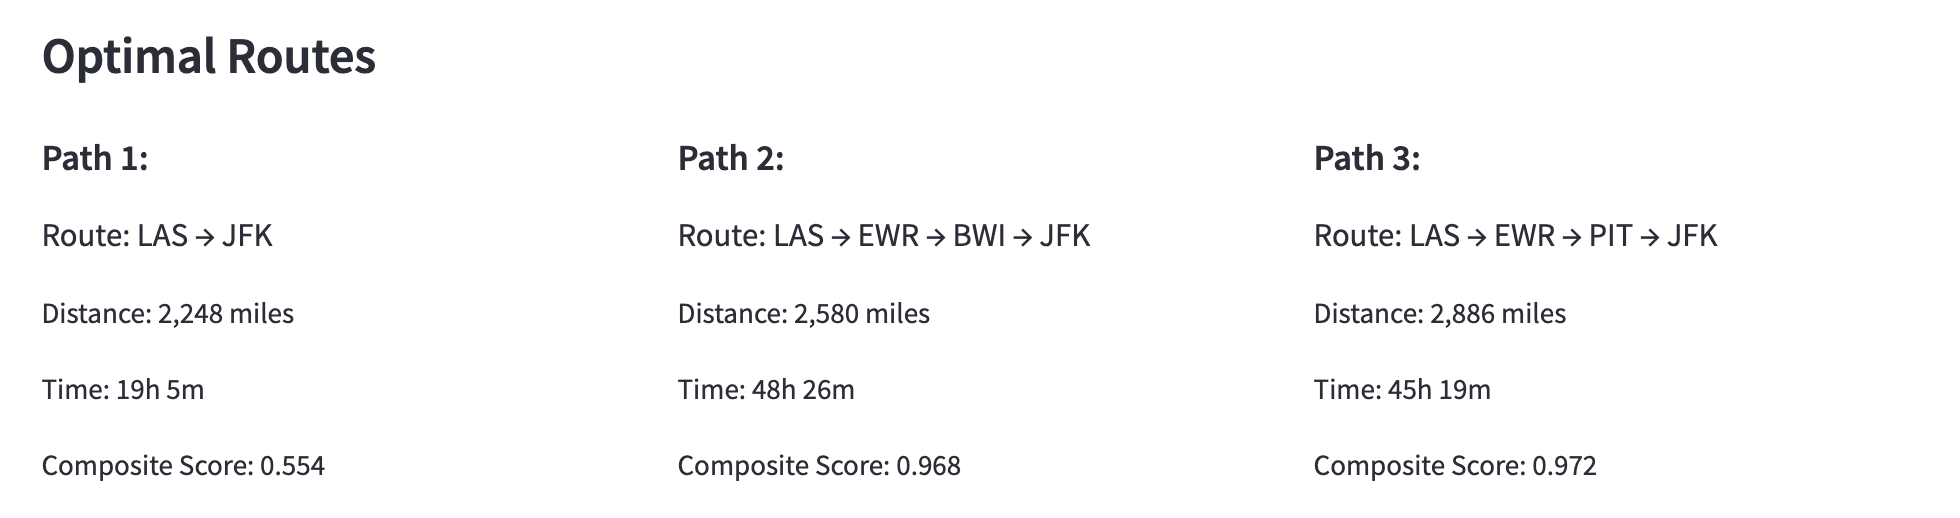 Optimal Routes
Path 1:
Route: LAS → JFK
Distance: 2,248 miles
Time: 19h 5m
Composite Score: 0.554
Path 2:
Route: LAS → EWR → BWI → JFK
Distance: 2,580 miles
Time: 48h 26m
Composite Score: 0.968
Path 3:
Route: LAS → EWR → PIT → JFK
Distance: 2,886 miles
Time: 45h 19m
Composite Score: 0.972